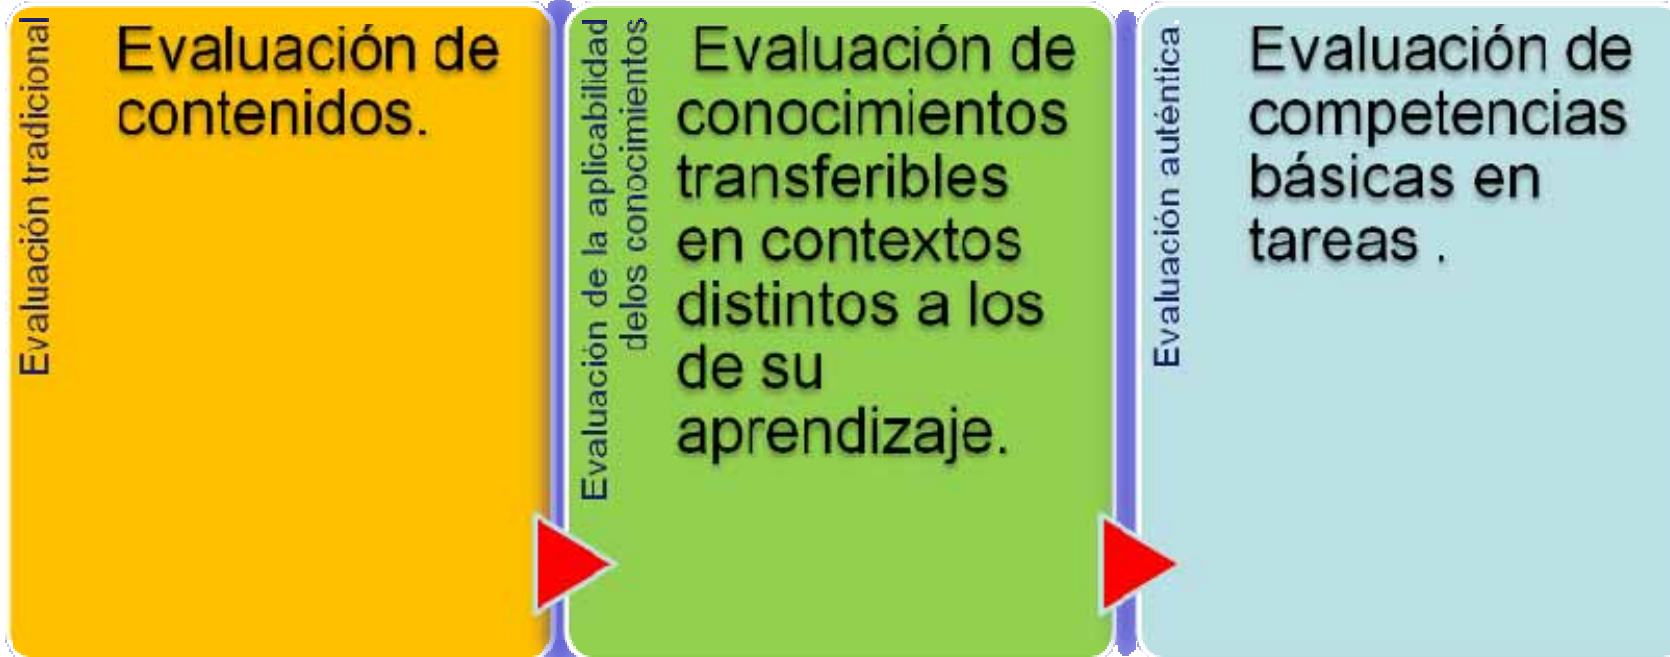 Evaluación tradicional
Evaluación de
contenidos.
Evaluación de la aplicabilidad
delos conocimientos
Evaluación de
conocimientos
transferibles
en contextos
distintos a los
de su
aprendizaje.
Evaluación auténtica.
Evaluación de
competencias
básicas en
tareas .